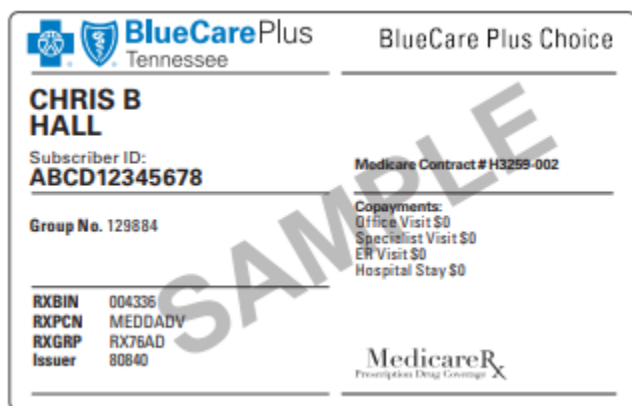 BlueCare Plus
Tennessee
BlueCare Plus Choice
CHRIS B
HALL
Subscriber ID:
ABCD12345678
Medicare Contract # H3259-002
Group No. 129884
Copayments:
Office Visit $0
Specialist Visit $0
ER Visit $0
Hospital Stay $0
RXBIN 004336
RXPCN MEDDADV
RXGRP RX76AD
Issuer 80840
MedicareRx
Prescription Drug Coverage
SAMPLE